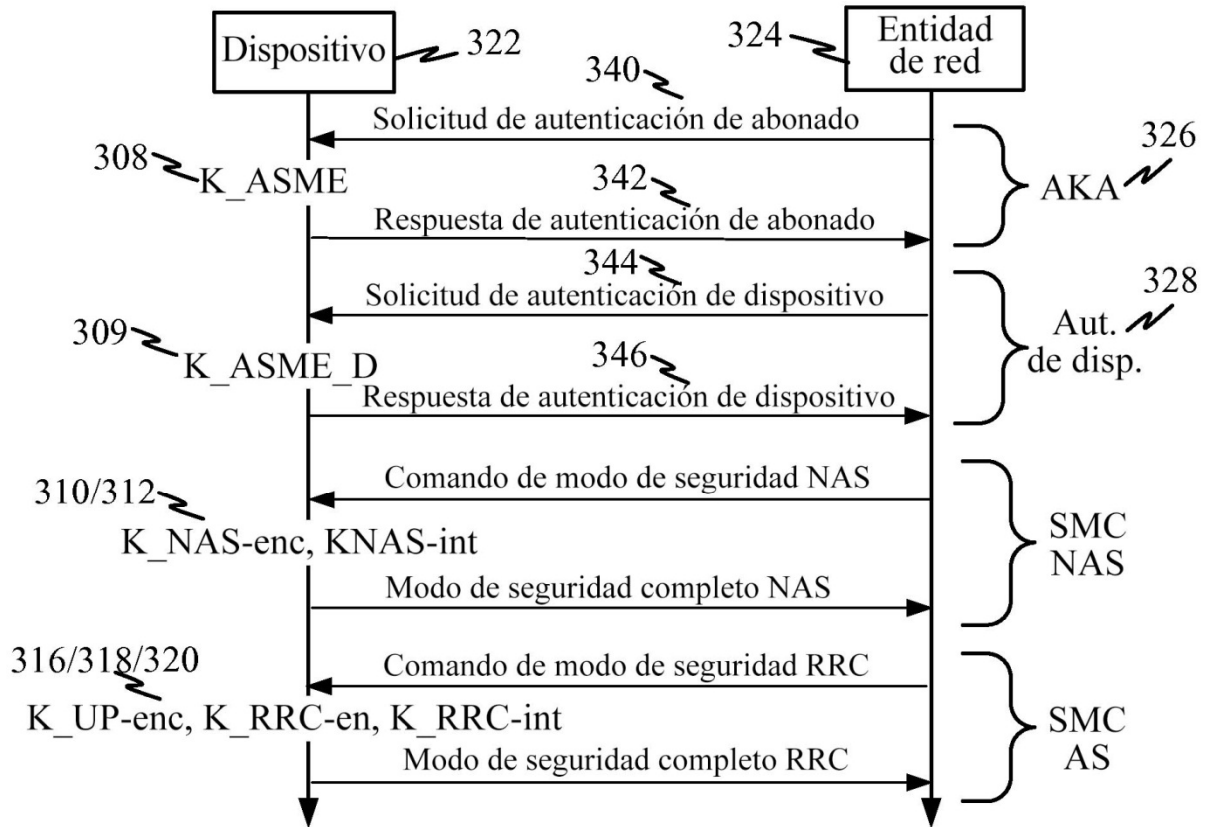 Dispositivo
322
324
Entidad
de red
340
Solicitud de autenticación de abonado
308
K_ASME
342
AKA
326
Respuesta de autenticación de abonado
344
Solicitud de autenticación de dispositivo
328
309
K_ASME_D
346
Aut.
de disp.
Respuesta de autenticación de dispositivo
Comando de modo de seguridad NAS
310/312
K_NAS-enc, KNAS-int
SMC
NAS
Modo de seguridad completo NAS
316/318/320
Comando de modo de seguridad RRC
K_UP-enc, K_RRC-en, K_RRC-int
SMC
AS
Modo de seguridad completo RRC